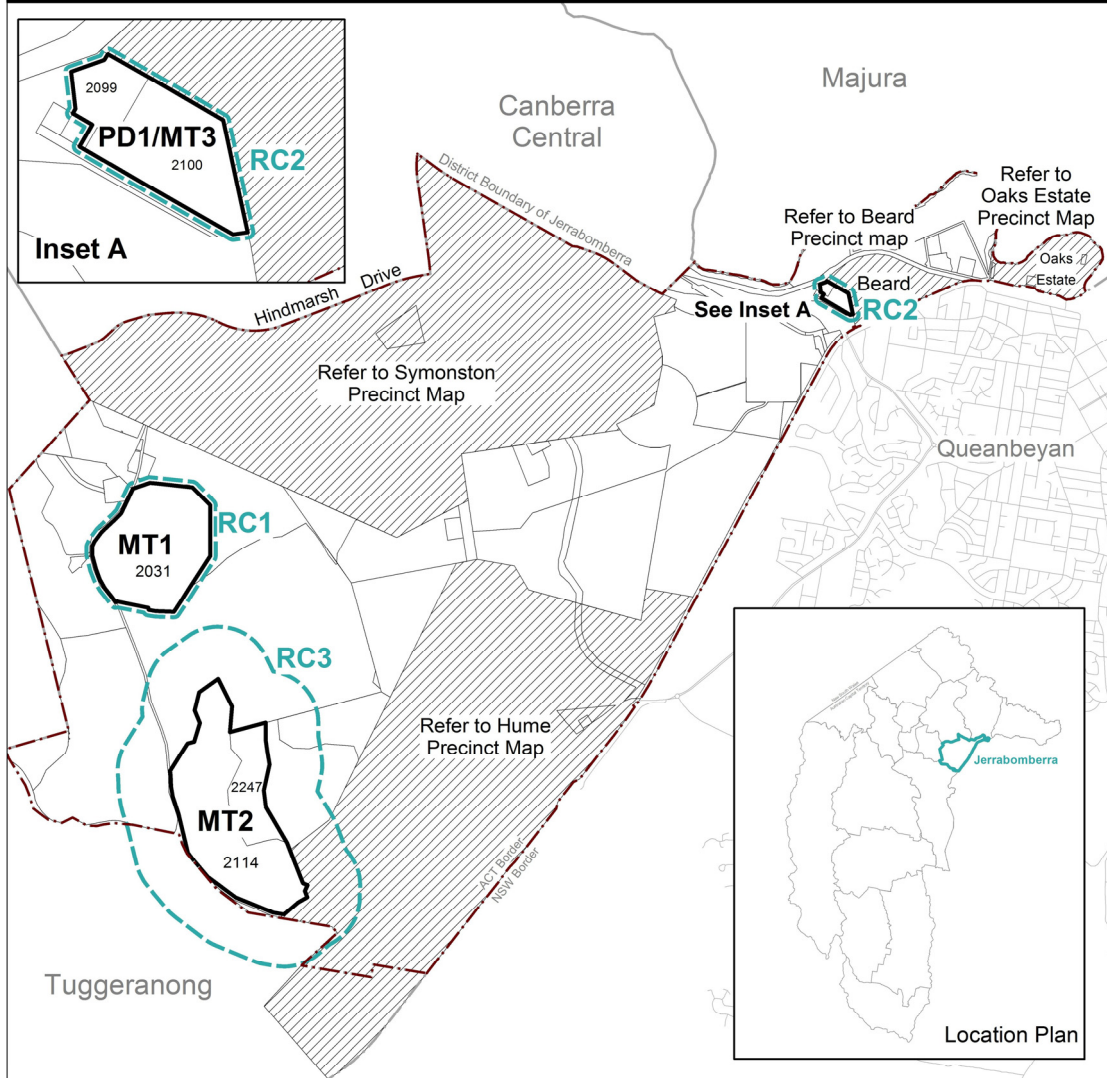 2099
PD1/MT3
2100
RC2
Inset A
Canberra
Central
Majura
District Boundary of Jerrabomberra
Hindmarsh Drive
Refer to Beard
Precinct map
Refer to
Oaks Estate
Precinct Map
Oaks
Estate
Beard
See Inset A
RC2
Refer to Symonston
Precinct Map
Queanbeyan
RC1
MT1
2031
RC3
Refer to Hume
Precinct Map
2247
MT2
2114
ACT Border
NSW Border
Tuggeranong
Jerrabomberra
Location Plan